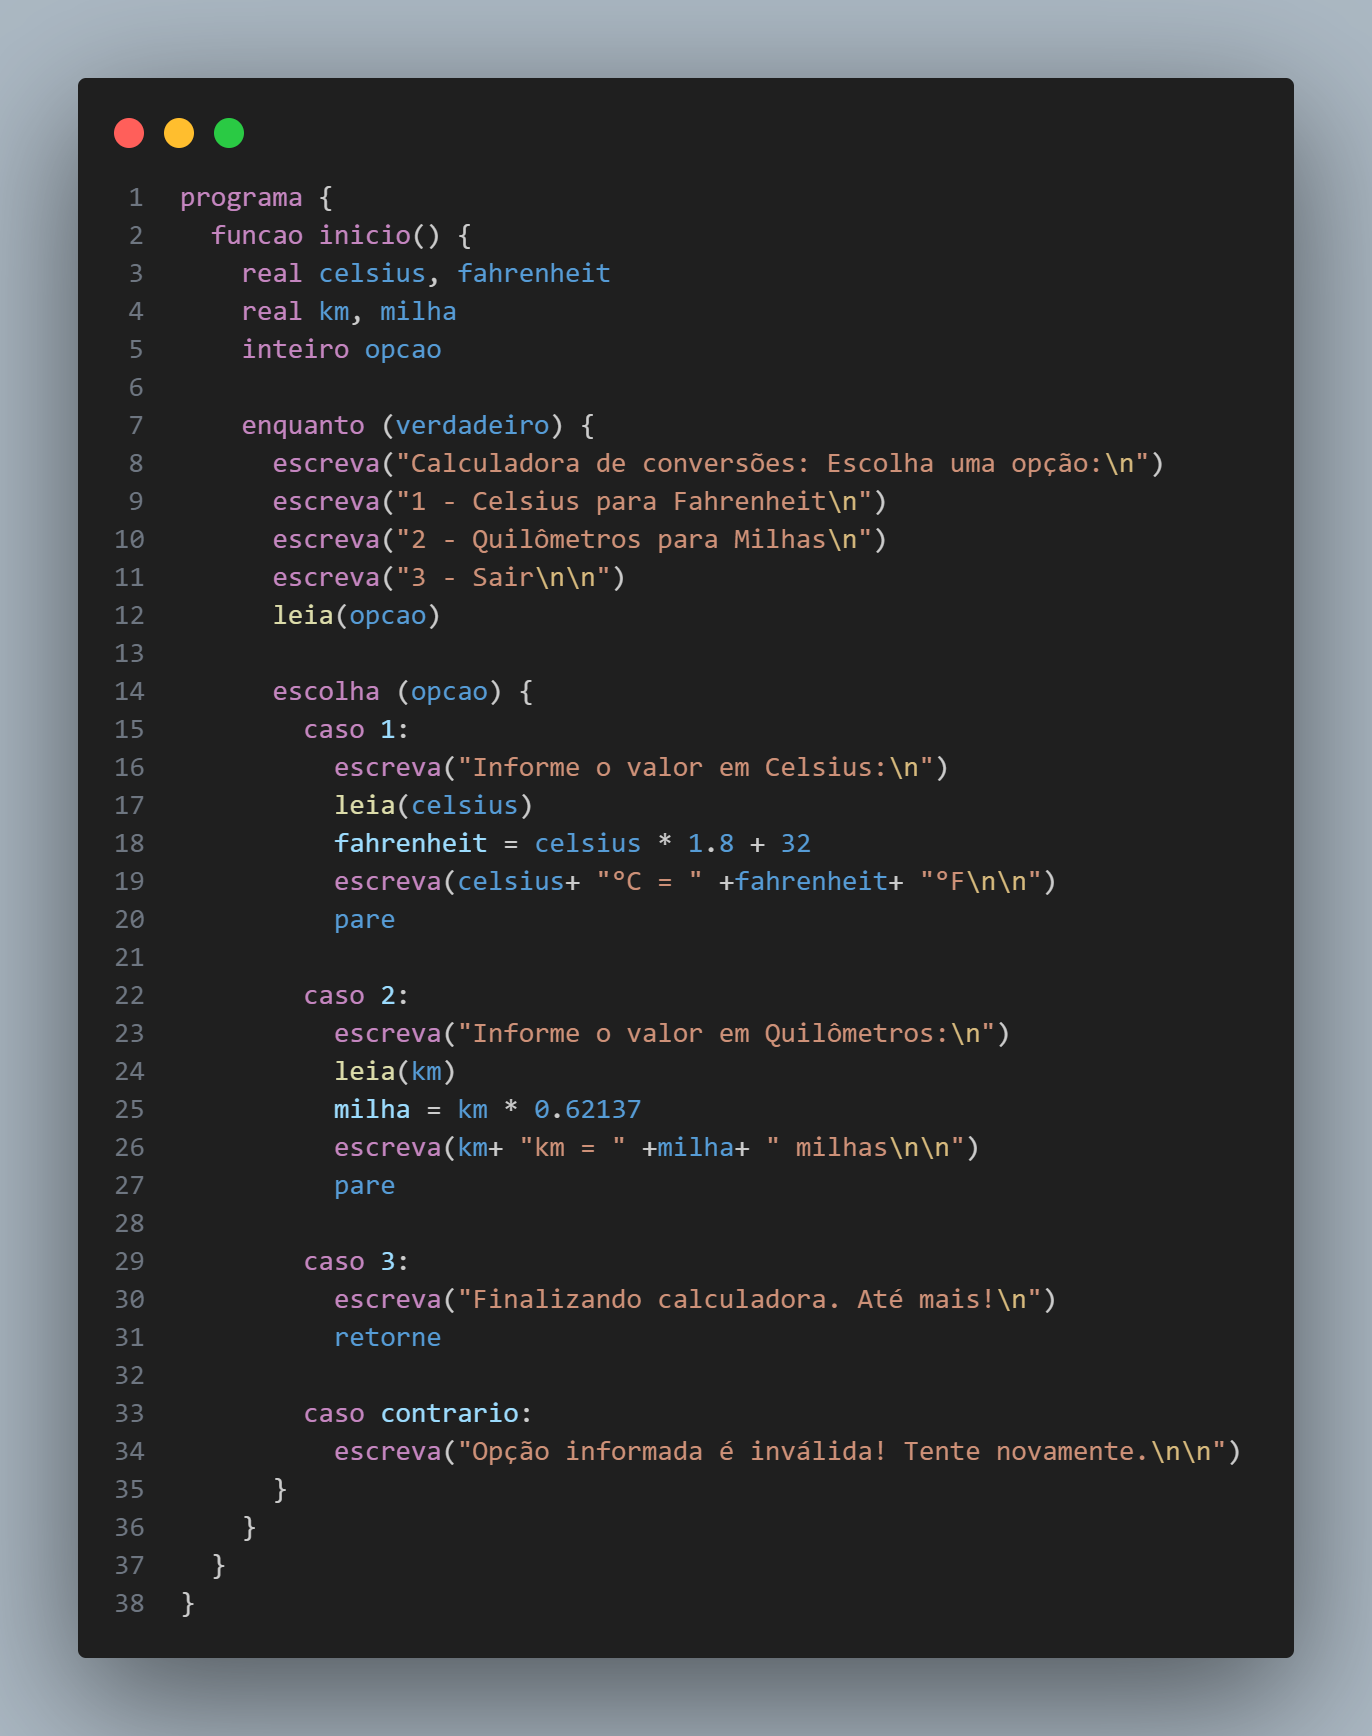 1 programa {
2   funcao inicio() {
3     real celsius, fahrenheit
4     real km, milha
5     inteiro opcao
6
7     enquanto (verdadeiro) {
8       escreva("Calculadora de conversões: Escolha uma opção:\n")
9       escreva("1 - Celsius para Fahrenheit\n")
10       escreva("2 - Quilômetros para Milhas\n")
11       escreva("3 - Sair\n\n")
12       leia(opcao)
13
14       escolha (opcao) {
15         caso 1:
16           escreva("Informe o valor em Celsius:\n")
17           leia(celsius)
18           fahrenheit = celsius * 1.8 + 32
19           escreva(celsius+ "°C = " +fahrenheit+ "°F\n\n")
20           pare
21
22         caso 2:
23           escreva("Informe o valor em Quilômetros:\n")
24           leia(km)
25           milha = km * 0.62137
26           escreva(km+ "km = " +milha+ " milhas\n\n")
27           pare
28
29         caso 3:
30           escreva("Finalizando calculadora. Até mais!\n")
31           retorne
32
33         caso contrario:
34           escreva("Opção informada é inválida! Tente novamente.\n\n")
35       }
36     }
37   }
38 }